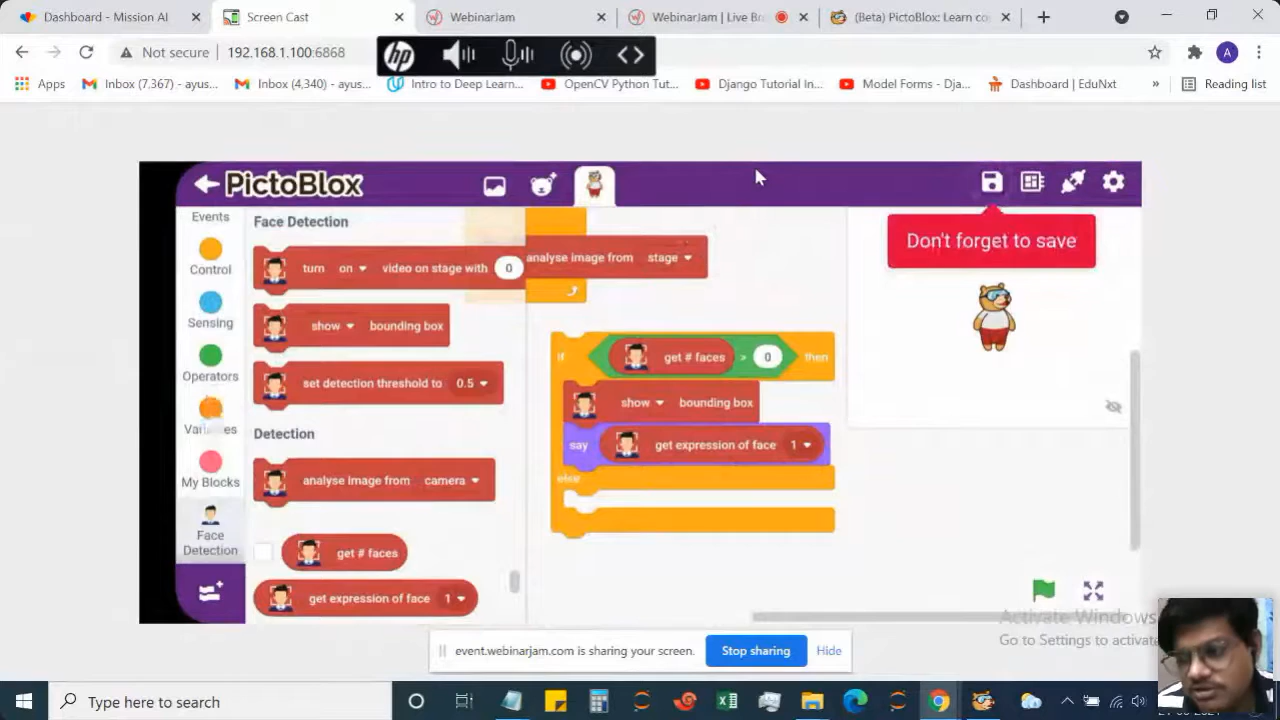 Dashboard - Mission AI
Screen Cast
WebinarJam
WebinarJam | Live B
(Beta) PictoBlox: Learn co
Not secure
192.168.1.100:6868
hp
Apps
Inbox (7,367) - ayus...
Inbox (4,340) - ayus...
Intro to Deep Learn...
OpenCV Python Tut...
Django Tutorial In...
Model Forms - Dja...
Dashboard | EduNxt
Reading list
PictoBlox
Events
Control
Sensing
Operators
Variables
My Blocks
Face
Detection
Face Detection
turn on video on stage with 0
show bounding box
set detection threshold to 0.5
Detection
analyse image from camera
get # faces
get expression of face 1
analyse image from stage
if get # faces > 0 then
show bounding box
say get expression of face 1
else
Don't forget to save
Activate Windows
Go to Settings to activat
event.webinarjam.com is sharing your screen.
Stop sharing
Hide
Type here to search